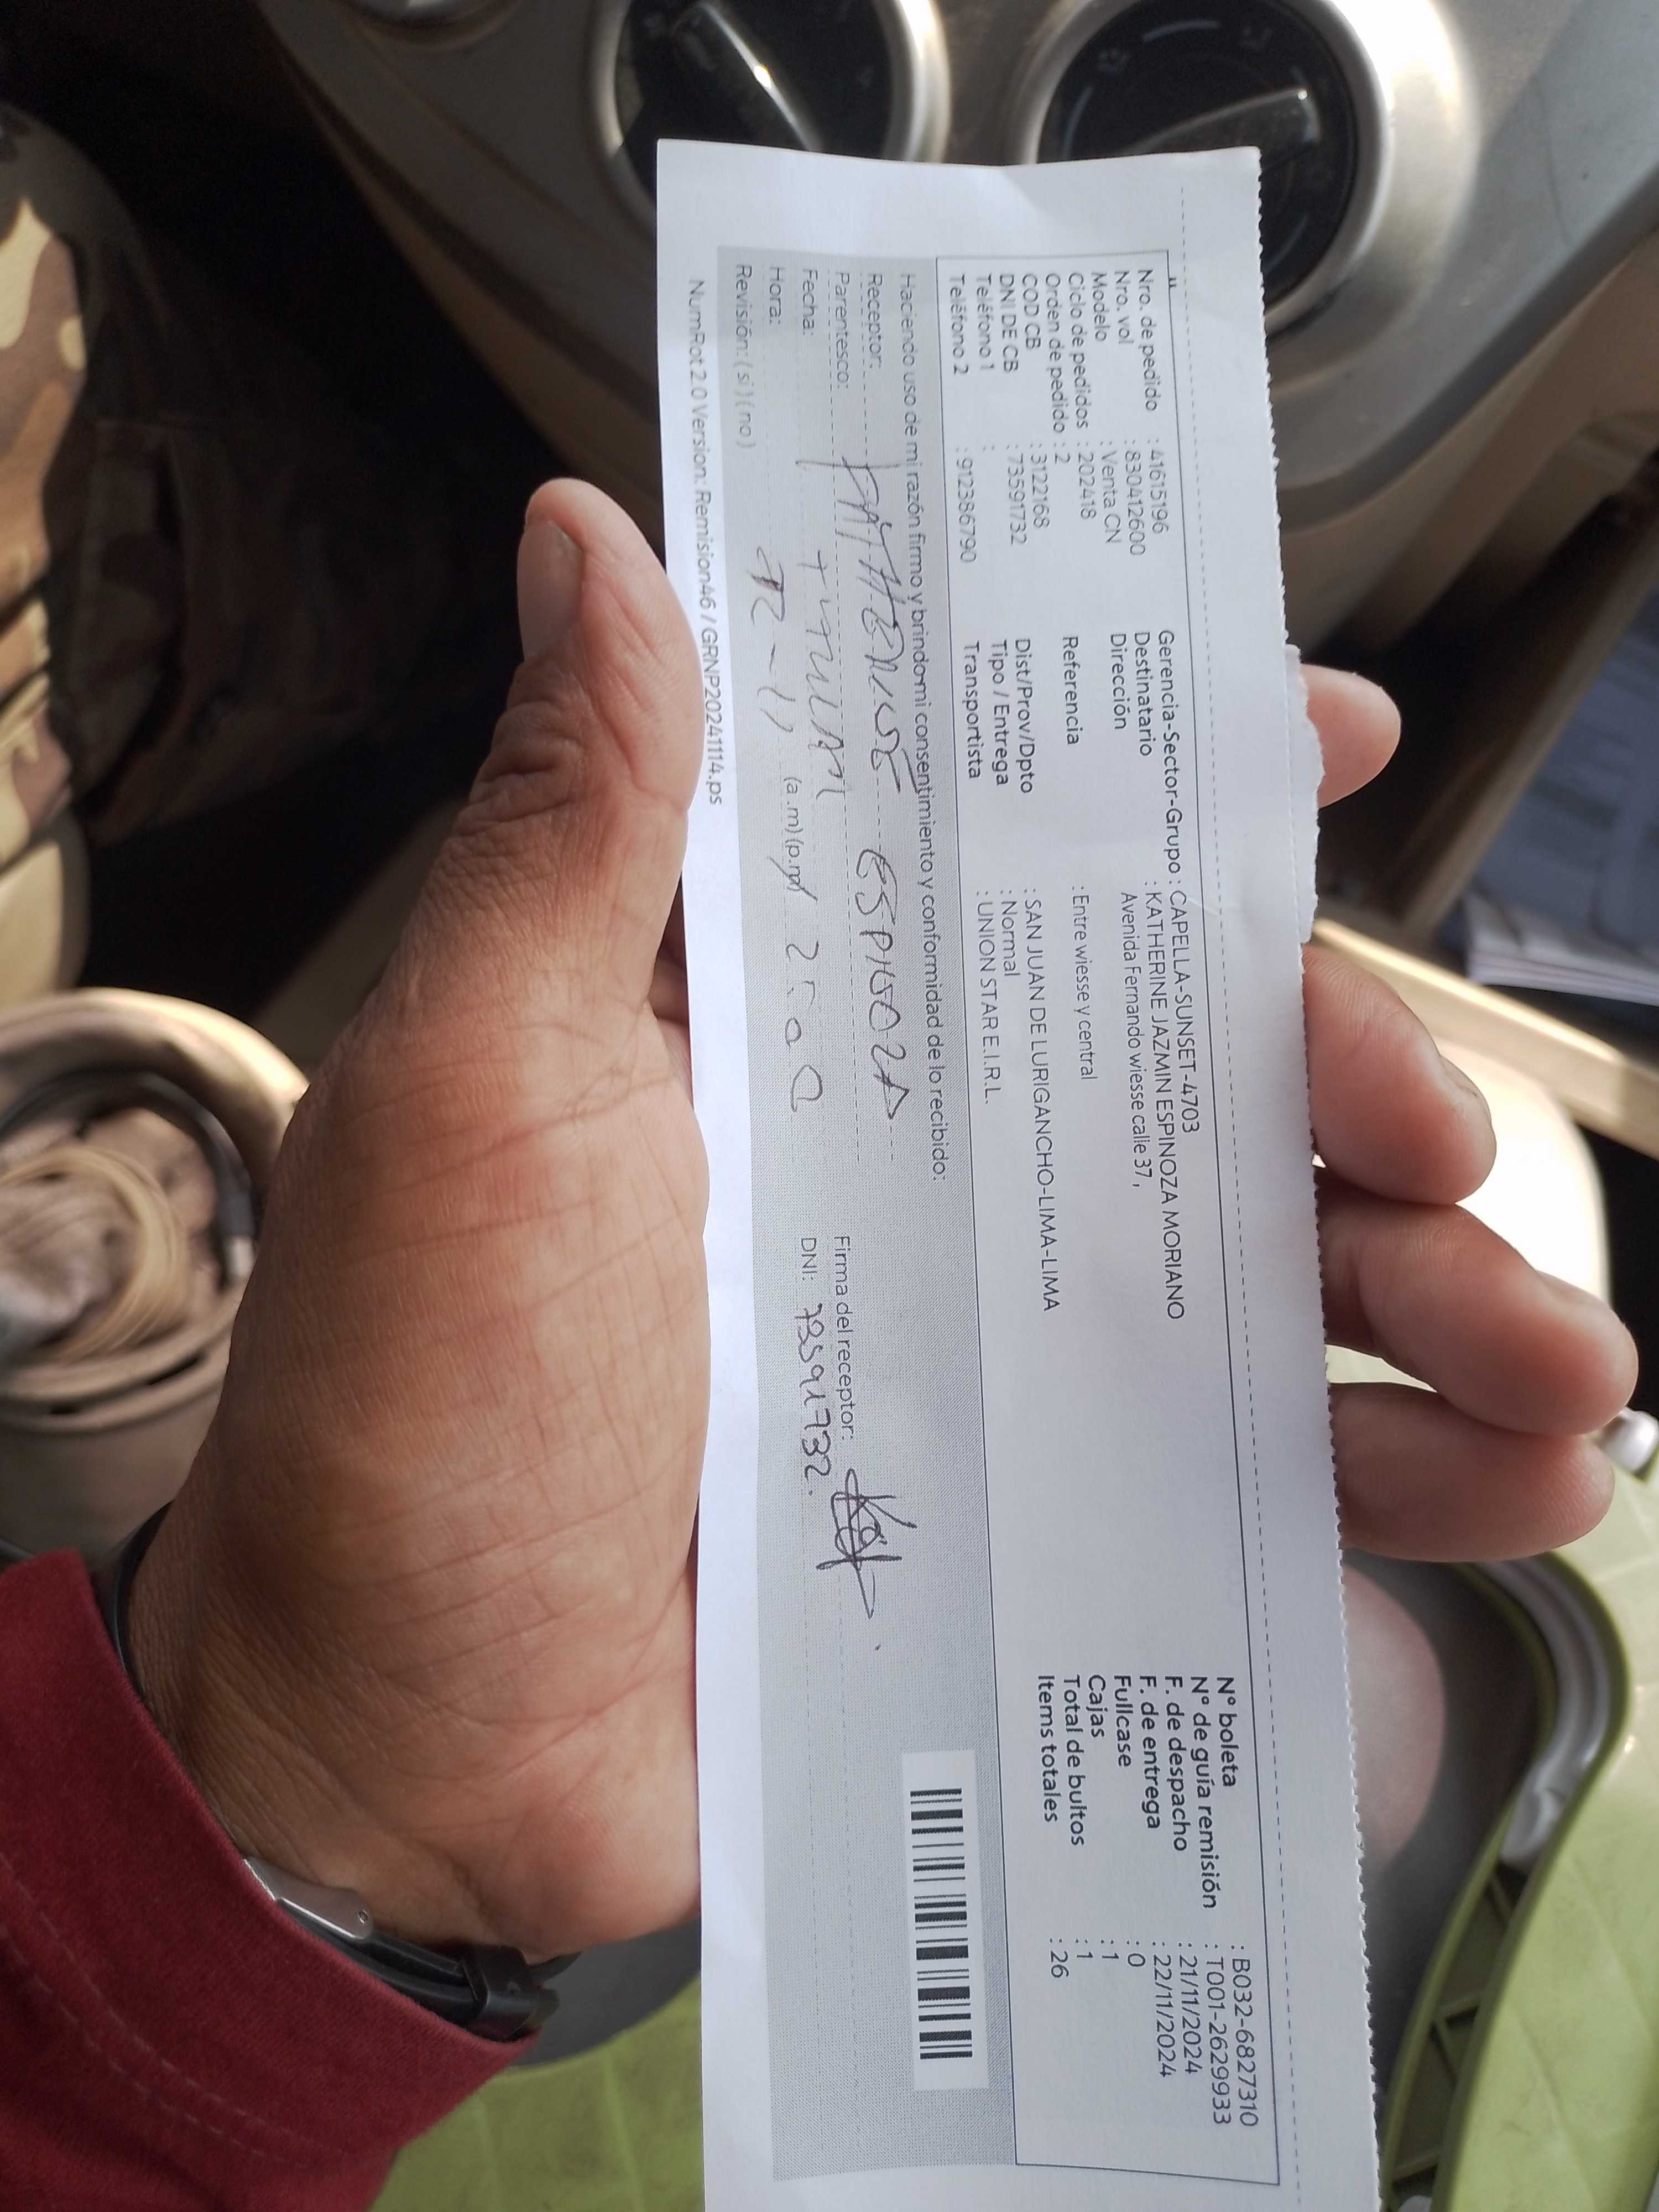 Nro. de pedido : 41615196
Nro. vol : 830412600
Modelo : Venta CN
Ciclo de pedidos : 202418
Orden de pedido : 2
COD CB : 3122168
DNI DE CB : 73591732
Teléfono 1 :
Teléfono 2 : 912386790
Gerencia-Sector-Grupo : CAPELLA-SUNSET-4703
Destinatario : KATHERINE JAZMIN ESPINOZA MORIANO
Dirección Avenida Fernando wiesse calle 37 ,
Referencia : Entre wiesse y central
Dist/Prov/Dpto : SAN JUAN DE LURIGANCHO-LIMA-LIMA
Tipo / Entrega : Normal
Transportista : UNION STAR E.I.R.L.
N° boleta : B032-6827310
N° de guía remisión : T001-2629933
F. de despacho : 21/11/2024
F. de entrega : 22/11/2024
Fullcase : 0
Cajas : 1
Total de bultos : 1
Items totales : 26
Haciendo uso de mi razón firmo y brindo mi consentimiento y conformidad de lo recibido:
Receptor: ESPINOZA
Parentesco:
Fecha:
Hora: (a.m)(p.m)
Revisión: ( si ) ( no )
Firma del receptor:
DNI: 73591732.
NumRot 2.0 Version: Remision46 / GRNP20241114.ps